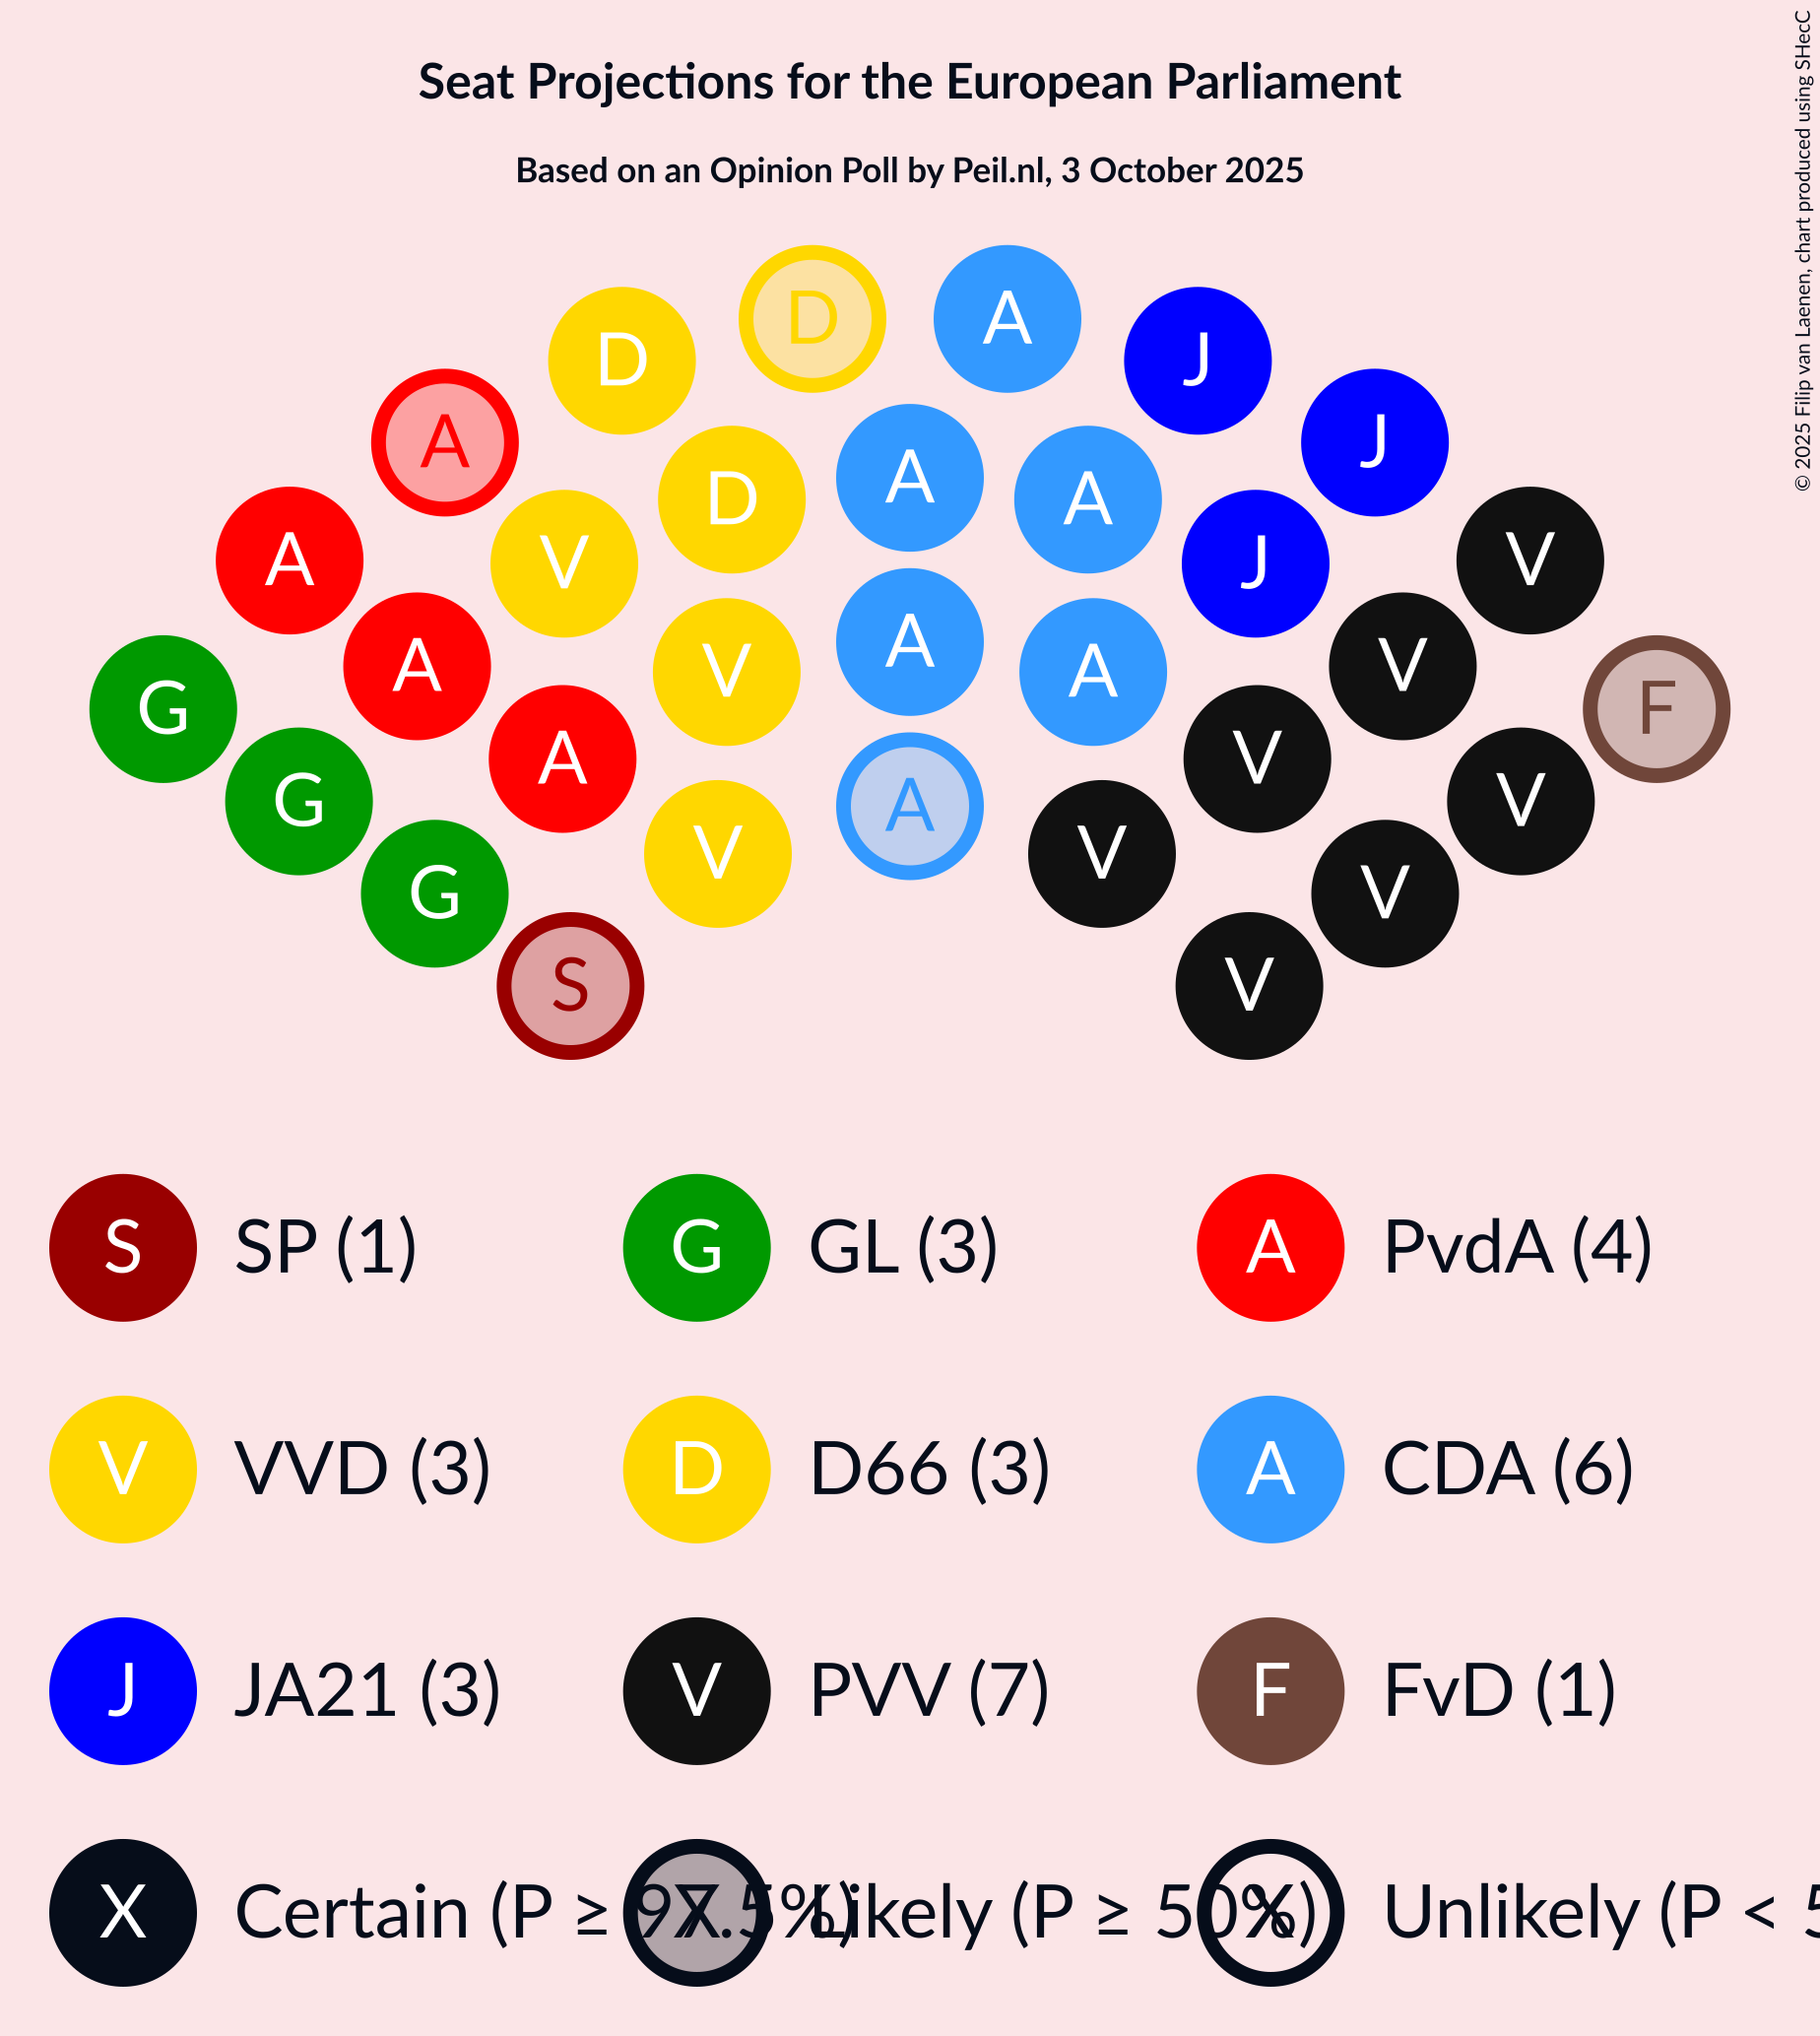 Seat Projections for the European Parliament
Based on an Opinion Poll by Peil.nl, 3 October 2025
© 2025 Filip van Laenen, chart produced using SHecC
D A
D J
A J
A D
A V
V D J
A V
A A V F
G V A
A V
G V
V A V
G V
S V
S SP (1) G GL (3) A PvdA (4)
V VVD (3) D D66 (3) A CDA (6)
J JA21 (3) V PVV (7) F FvD (1)
X Certain (P ≥ 97.5%) X Likely (P ≥ 50%) X Unlikely (P < 5